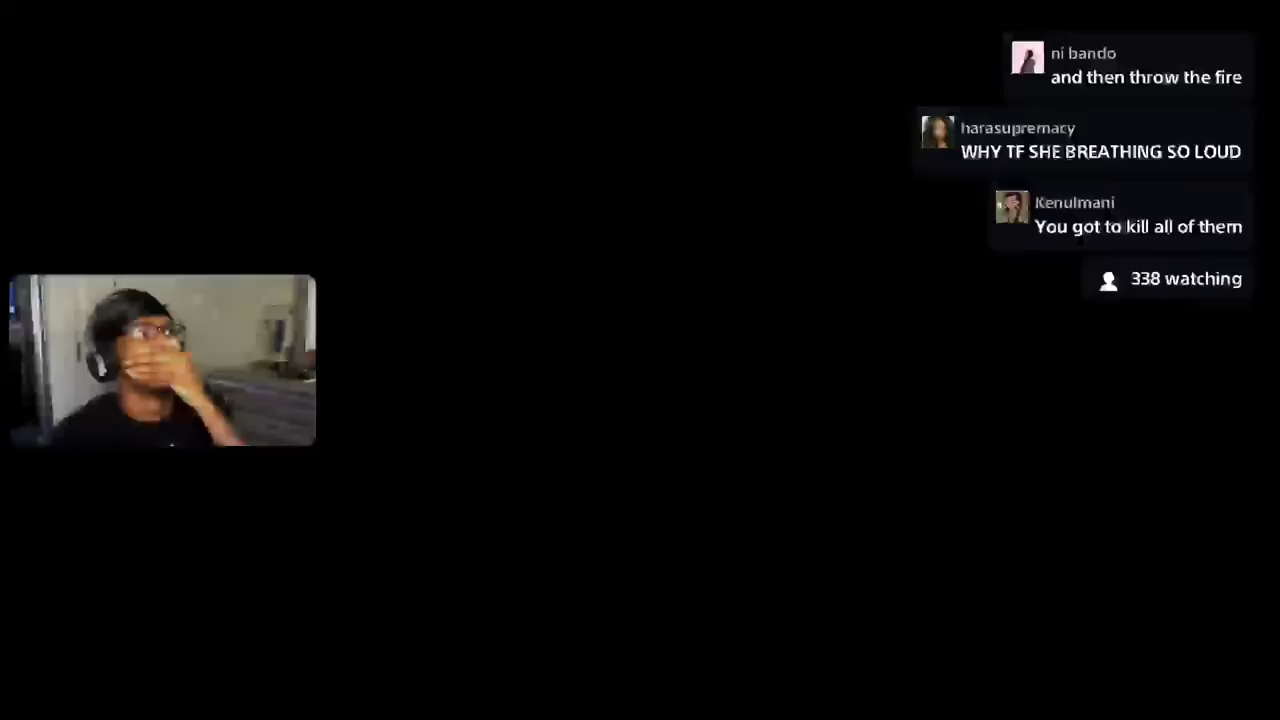 ni bando
and then throw the fire
harasupremacy
WHY TF SHE BREATHING SO LOUD
Kenulmani
You got to kill all of them
338 watching